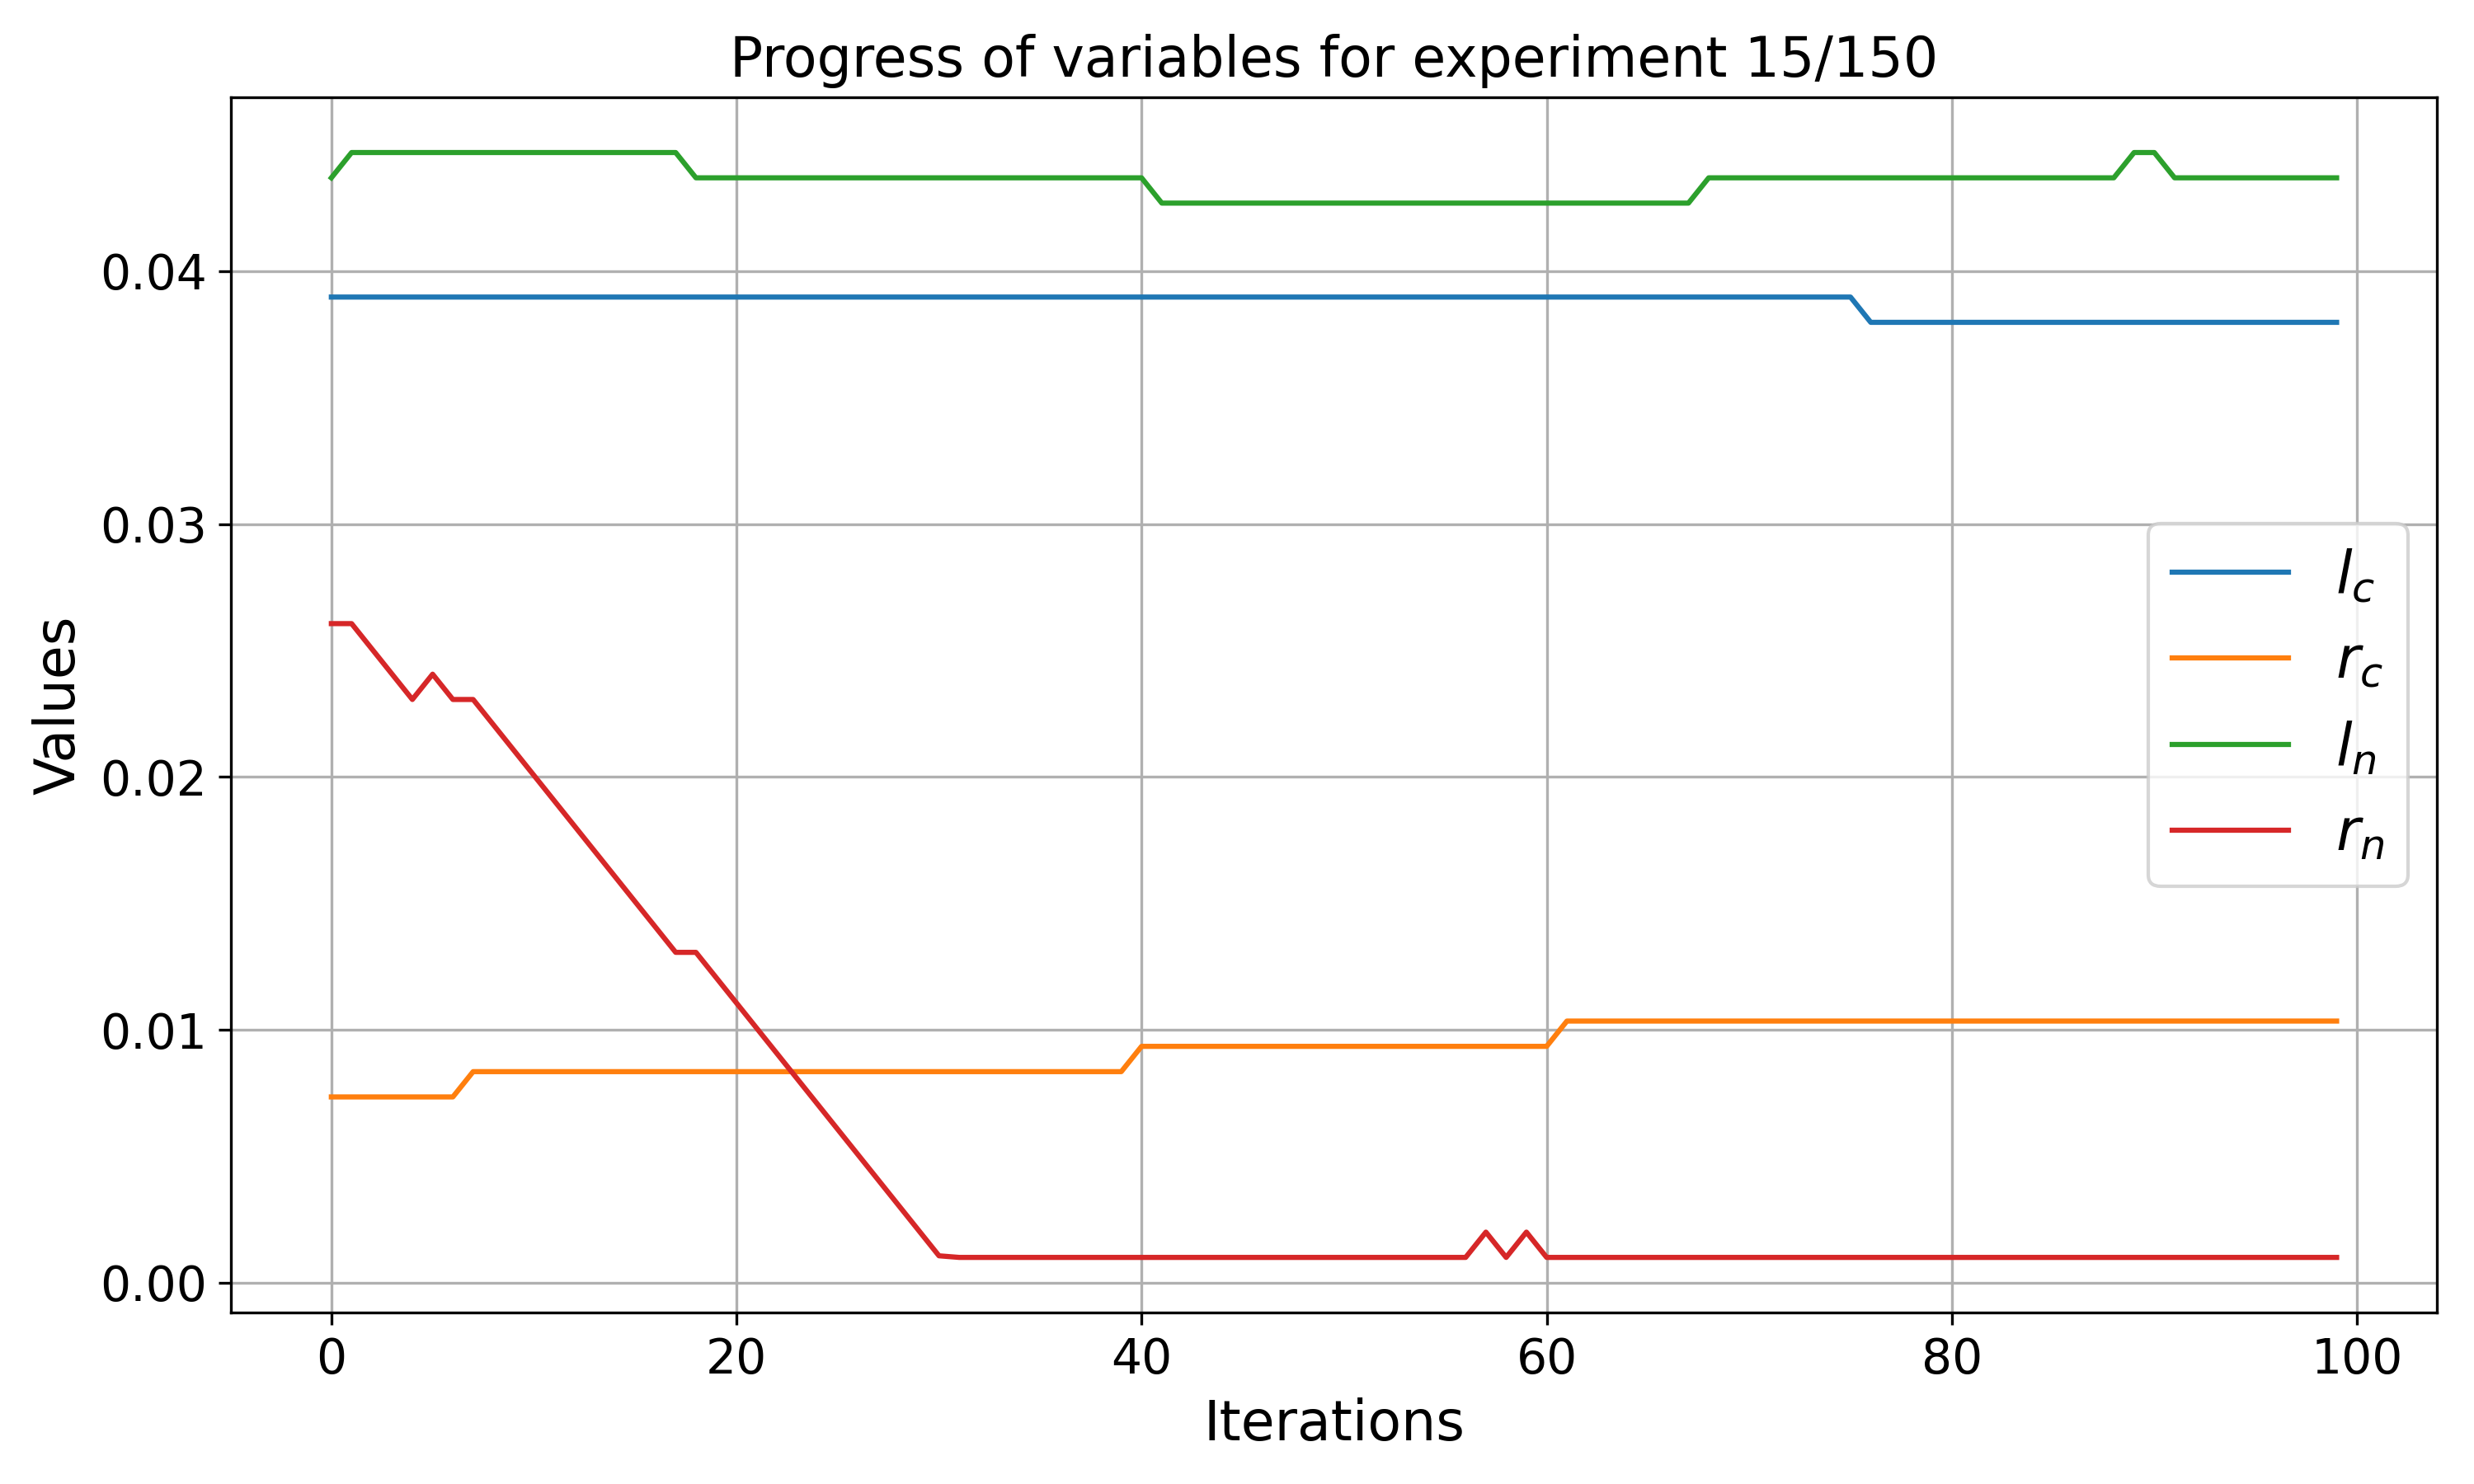 Progress of variables for experiment 15/150
Values
0.04
0.03
0.02
0.01
0.00
0 20 40 60 80 100
Iterations
l_c
r_c
l_n
r_n